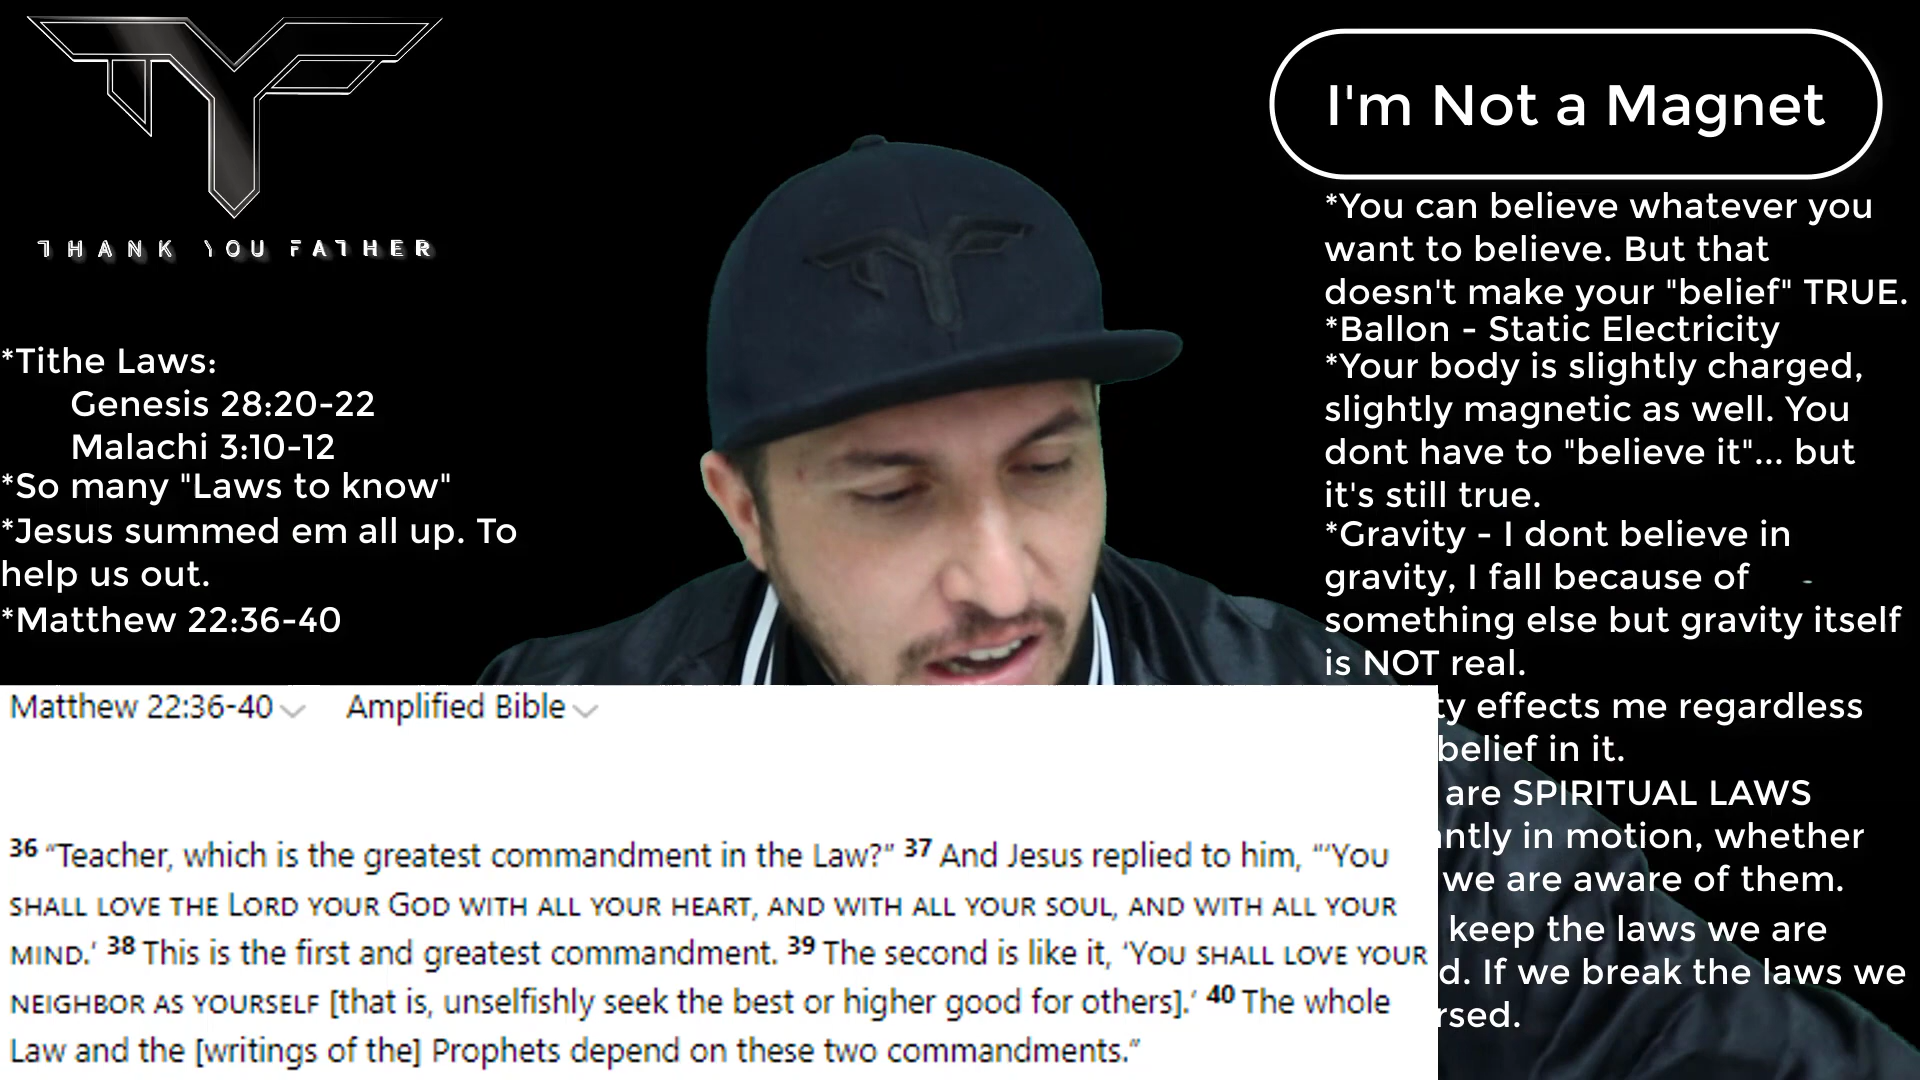 THANK YOU FATHER
*Tithe Laws:
Genesis 28:20-22
Malachi 3:10-12
*So many "Laws to know"
*Jesus summed em all up. To
help us out.
*Matthew 22:36-40
I'm Not a Magnet
*You can believe whatever you
want to believe. But that
doesn't make your "belief" TRUE.
*Ballon - Static Electricity
*Your body is slightly charged,
slightly magnetic as well. You
dont have to "believe it"... but
it's still true.
*Gravity - I dont believe in
gravity, I fall because of
something else but gravity itself
is NOT real.
ty effects me regardless
belief in it.
are SPIRITUAL LAWS
antly in motion, whether
we are aware of them.
keep the laws we are
d. If we break the laws we
rsed.
Matthew 22:36-40 Amplified Bible
36 “Teacher, which is the greatest commandment in the Law?” 37 And Jesus replied to him, “‘You
shall love the Lord your God with all your heart, and with all your soul, and with all your
mind.’ 38 This is the first and greatest commandment. 39 The second is like it, ‘You shall love your
neighbor as yourself [that is, unselfishly seek the best or higher good for others].’ 40 The whole
Law and the [writings of the] Prophets depend on these two commandments.”